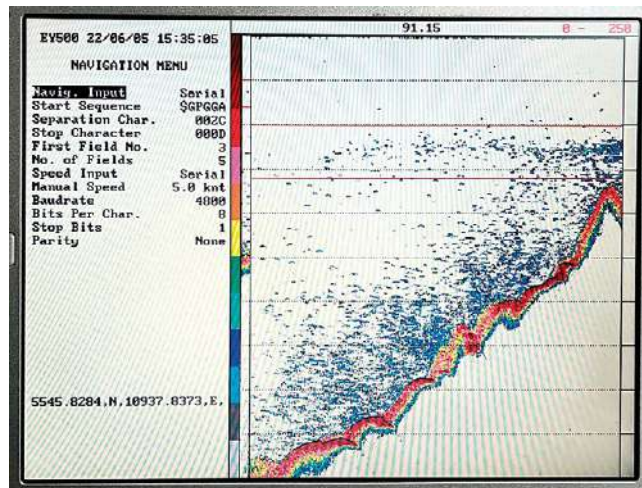 EY500 22/06/05 15:35:05
91.15
0 - 250
NAVIGATION MENU
Navig. Input Serial
Start Sequence $GPGGA
Separation Char. 002C
Stop Character 000D
First Field No. 3
No. of Fields 5
Speed Input Serial
Manual Speed 5.0 knt
Baudrate 4800
Bits Per Char. 8
Stop Bits 1
Parity None
5545.8284,N,10937.8373,E,